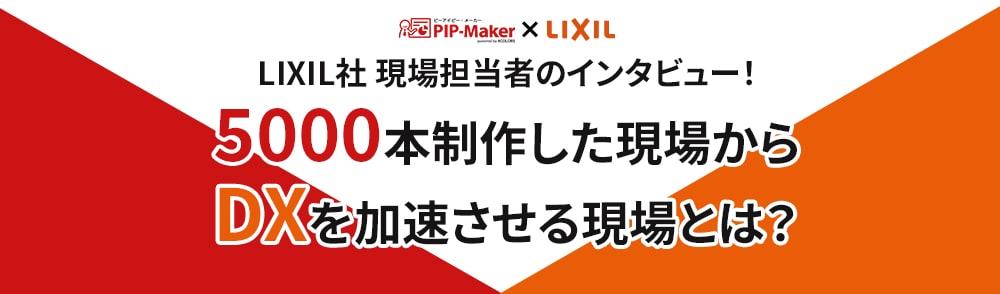 ピーアイピー・メーカー
PIP-Maker × LIXIL
powered by 4COLORS
LIXIL社 現場担当者のインタビュー！
5000本制作した現場から
DXを加速させる現場とは？